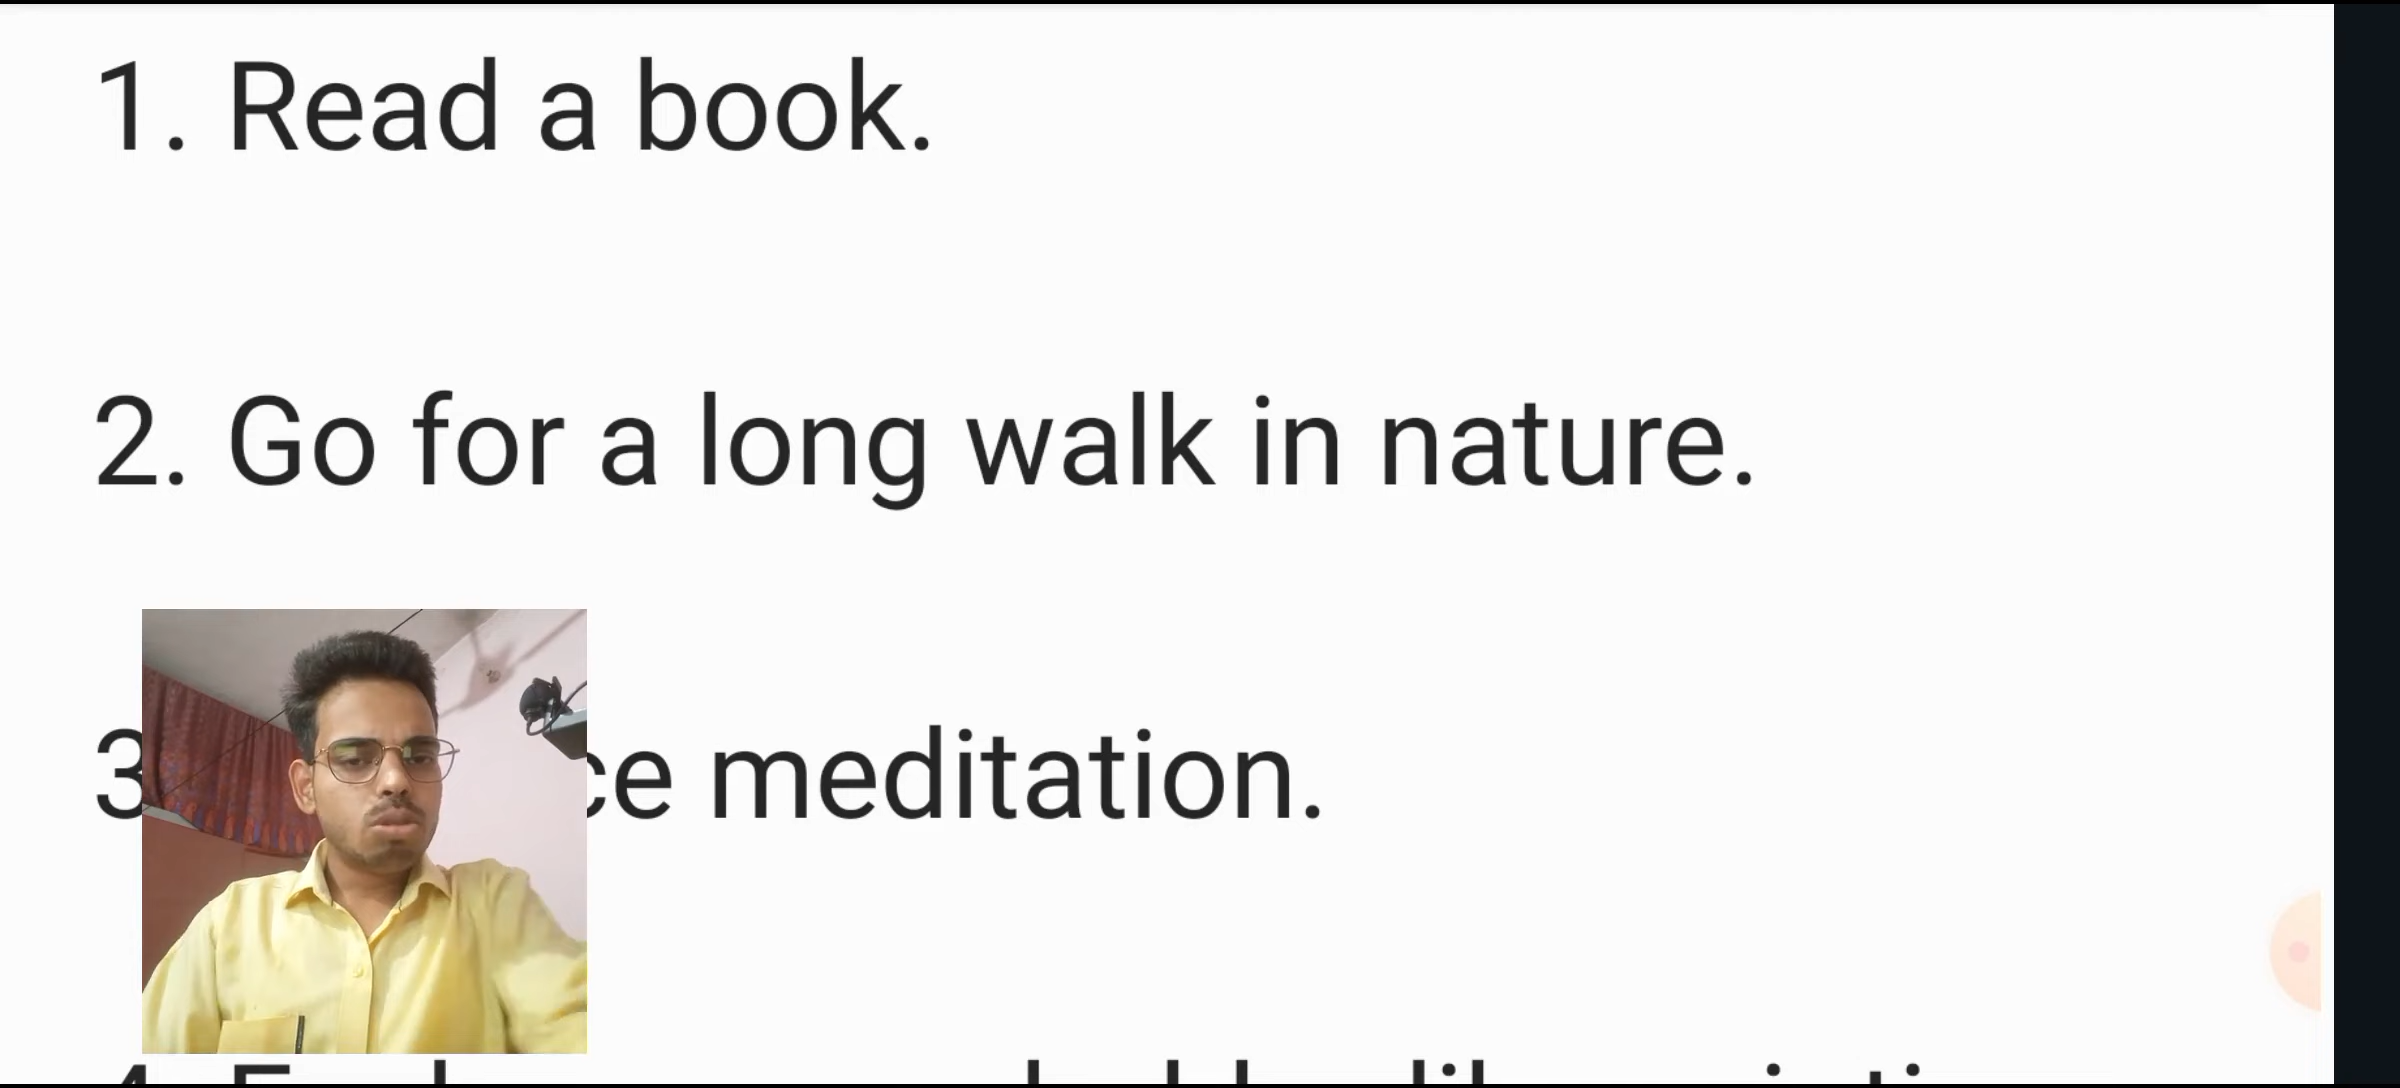 1. Read a book.
2. Go for a long walk in nature.
3 meditation.